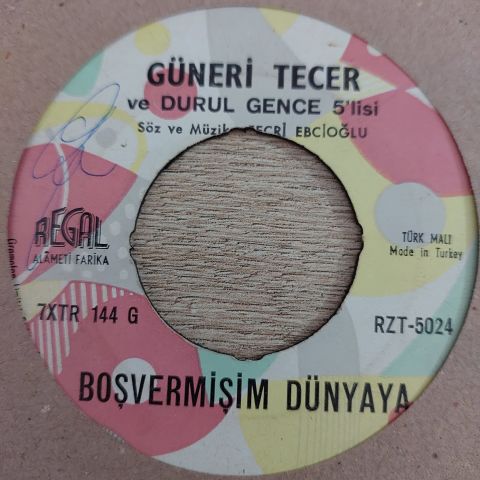 GÜNERİ TECER
ve DURUL GENCE 5'lisi
Söz ve Müzik FECRİ EBCİOĞLU
REGAL
ALÂMETİ FARİKA
TÜRK MALI
Made in Turkey
7XTR 144 G
RZT-5024
BOŞVERMİŞİM DÜNYAYA